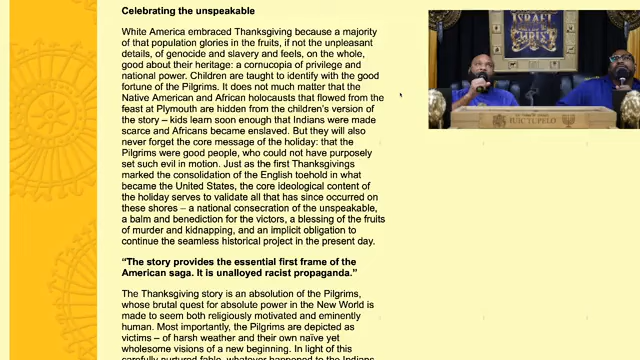 Celebrating the unspeakable
White America embraced Thanksgiving because a majority
of that population glories in the fruits, if not the unpleasant
details, of genocide and slavery and feels, on the whole,
good about their heritage: a cornucopia of privilege and
national power. Children are taught to identify with the good
fortune of the Pilgrims. It does not much matter that the
Native American and African holocausts that flowed from the
feast at Plymouth are hidden from the children’s version of
the story – kids learn soon enough that Indians were made
scarce and Africans became enslaved. But they will also
never forget the core message of the holiday: that the
Pilgrims were good people, who could not have purposely
set such evil in motion. Just as the first Thanksgivings
marked the consolidation of the English toehold in what
became the United States, the core ideological content of
the holiday serves to validate all that has since occurred on
these shores – a national consecration of the unspeakable,
a balm and benediction for the victors, a blessing of the fruits
of murder and kidnapping, and an implicit obligation to
continue the seamless historical project in the present day.
“The story provides the essential first frame of the
American saga. It is unalloyed racist propaganda.”
The Thanksgiving story is an absolution of the Pilgrims,
whose brutal quest for absolute power in the New World is
made to seem both religiously motivated and eminently
human. Most importantly, the Pilgrims are depicted as
victims – of harsh weather and their own naïve yet
wholesome visions of a new beginning. In light of this
carefully nurtured fable, whatever happened to the Indians
ISRAEL
CHRIST
TUPELO